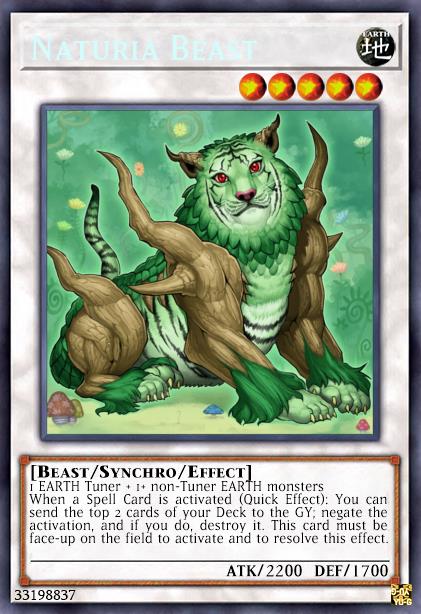 Naturia Beast
EARTH
地
[Beast/Synchro/Effect]
1 EARTH Tuner + 1+ non-Tuner EARTH monsters
When a Spell Card is activated (Quick Effect): You can
send the top 2 cards of your Deck to the GY; negate the
activation, and if you do, destroy it. This card must be
face-up on the field to activate and to resolve this effect.
ATK/2200 DEF/1700
33198837